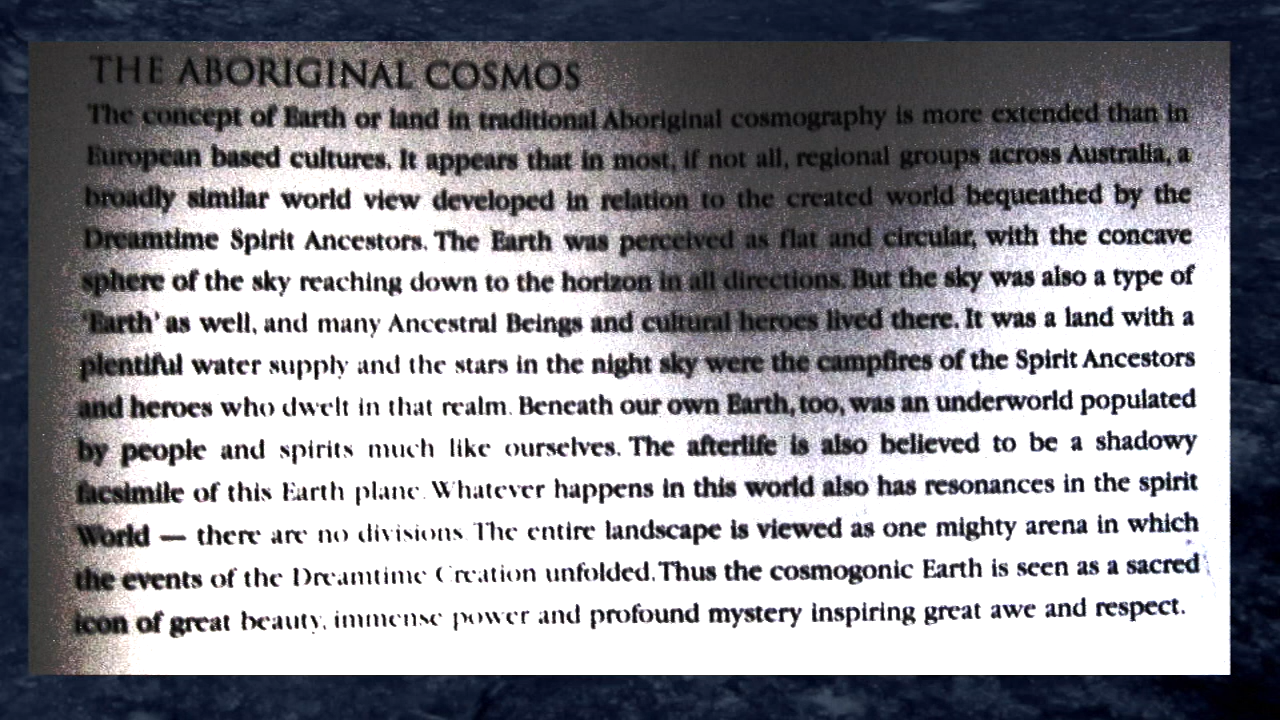 THE ABORIGINAL COSMOS
The concept of Earth or land in traditional Aboriginal cosmography is more extended than in
European based cultures. It appears that in most, if not all, regional groups across Australia, a
broadly similar world view developed in relation to the created world bequeathed by the
Dreamtime Spirit Ancestors. The Earth was perceived as flat and circular, with the concave
sphere of the sky reaching down to the horizon in all directions. But the sky was also a type of
'Earth' as well, and many Ancestral Beings and cultural heroes lived there. It was a land with a
plentiful water supply and the stars in the night sky were the campfires of the Spirit Ancestors
and heroes who dwelt in that realm. Beneath our own Earth, too, was an underworld populated
by people and spirits much like ourselves. The afterlife is also believed to be a shadowy
facsimile of this Earth plane. Whatever happens in this world also has resonances in the spirit
World — there are no divisions. The entire landscape is viewed as one mighty arena in which
the events of the Dreamtime Creation unfolded. Thus the cosmogonic Earth is seen as a sacred
icon of great beauty, immense power and profound mystery inspiring great awe and respect.